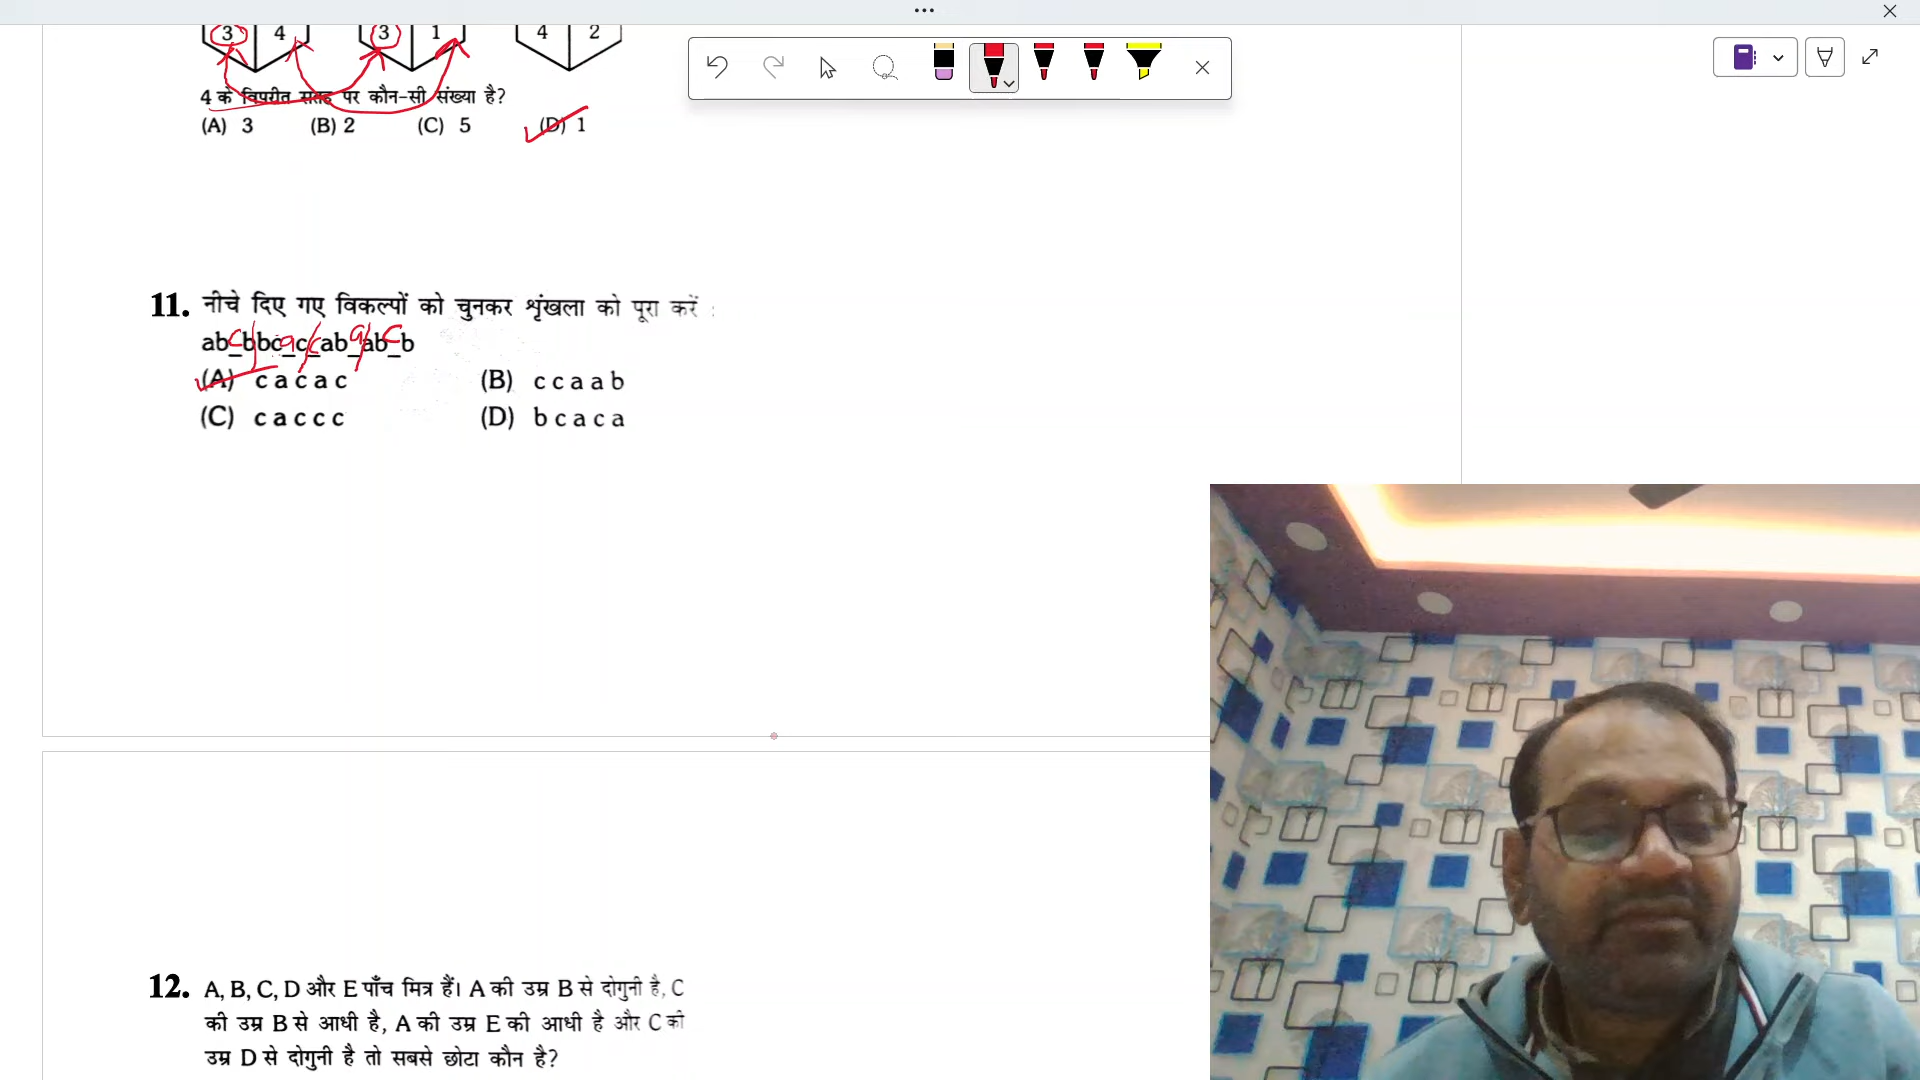 3 4 3 1 4 2
4 के विपरीत सतह पर कौन-सी संख्या है?
(A) 3 (B) 2 (C) 5 (D) 1
11. नीचे दिए गए विकल्पों को चुनकर श्रृंखला को पूरा करें :
c a c a c
ab_bbc_c_ab_ab_b
(A) c a c a c (B) c c a a b
(C) c a c c c (D) b c a c a
12. A, B, C, D और E पाँच मित्र हैं। A की उम्र B से दोगुनी है, C
की उम्र B से आधी है, A की उम्र E की आधी है और C की
उम्र D से दोगुनी है तो सबसे छोटा कौन है?